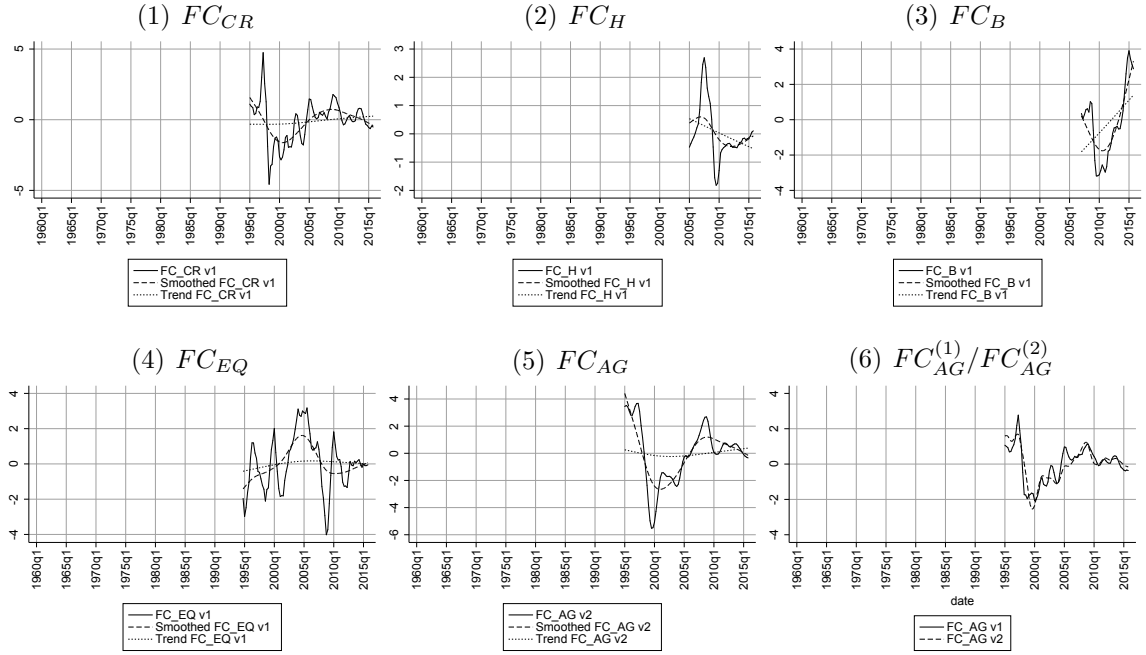 (1) FC_CR
5
0
-5
1960q1
1965q1
1970q1
1975q1
1980q1
1985q1
1990q1
1995q1
2000q1
2005q1
2010q1
2015q1
FC_CR v1
Smoothed FC_CR v1
Trend FC_CR v1
(2) FC_H
3
2
1
0
-1
-2
1960q1
1965q1
1970q1
1975q1
1980q1
1985q1
1990q1
1995q1
2000q1
2005q1
2010q1
2015q1
FC_H v1
Smoothed FC_H v1
Trend FC_H v1
(3) FC_B
4
2
0
-2
-4
1960q1
1965q1
1970q1
1975q1
1980q1
1985q1
1990q1
1995q1
2000q1
2005q1
2010q1
2015q1
FC_B v1
Smoothed FC_B v1
Trend FC_B v1
(4) FC_EQ
4
2
0
-2
-4
1960q1
1965q1
1970q1
1975q1
1980q1
1985q1
1990q1
1995q1
2000q1
2005q1
2010q1
2015q1
FC_EQ v1
Smoothed FC_EQ v1
Trend FC_EQ v1
(5) FC_AG
4
2
0
-2
-4
-6
1960q1
1965q1
1970q1
1975q1
1980q1
1985q1
1990q1
1995q1
2000q1
2005q1
2010q1
2015q1
FC_AG v2
Smoothed FC_AG v2
Trend FC_AG v2
(6) FC_AG^(1)/FC_AG^(2)
4
2
0
-2
-4
1960q1
1965q1
1970q1
1975q1
1980q1
1985q1
1990q1
1995q1
2000q1
2005q1
2010q1
2015q1
date
FC_AG v1
FC_AG v2